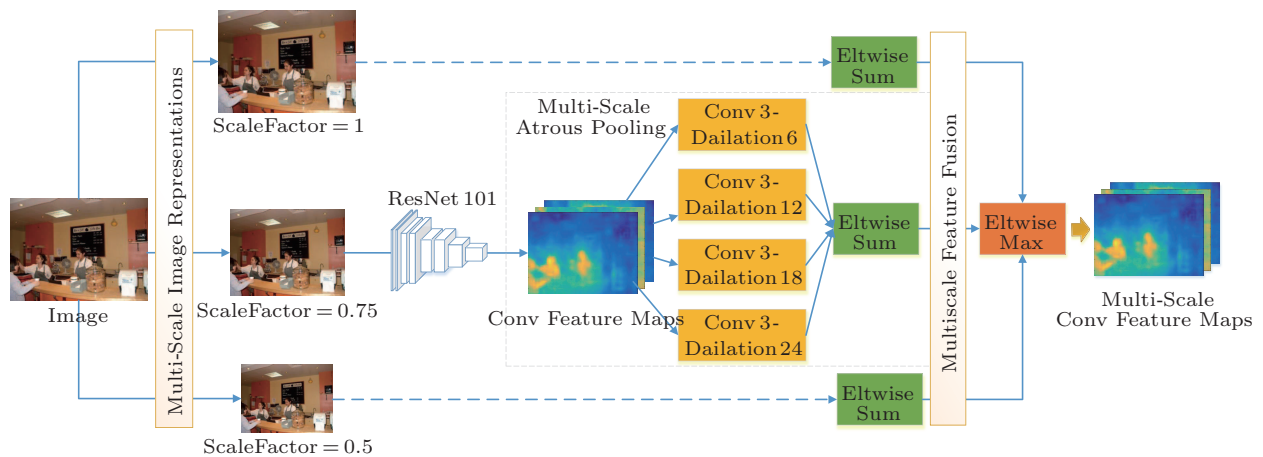 Image
Multi-Scale Image Representations
ScaleFactor = 1
ScaleFactor = 0.75
ScaleFactor = 0.5
ResNet 101
Multi-Scale
Atrous Pooling
Conv Feature Maps
Conv 3-
Dailation 6
Conv 3-
Dailation 12
Conv 3-
Dailation 18
Conv 3-
Dailation 24
Eltwise
Sum
Eltwise
Sum
Eltwise
Sum
Multiscale Feature Fusion
Eltwise
Max
Multi-Scale
Conv Feature Maps